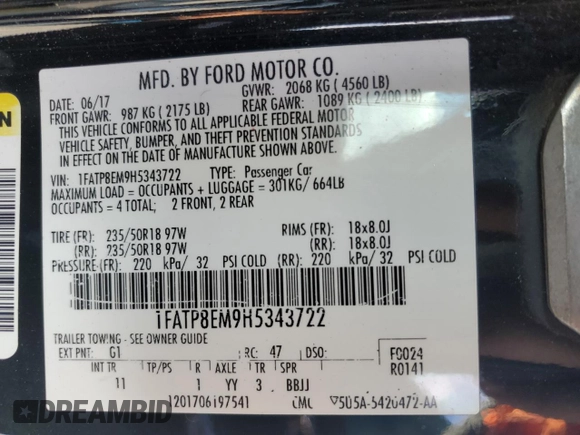 MFD. BY FORD MOTOR CO.
DATE: 06/17 GVWR: 2068 KG ( 4560 LB)
FRONT GAWR: 987 KG ( 2175 LB) REAR GAWR: 1089 KG ( 2400 LB)
THIS VEHICLE CONFORMS TO ALL APPLICABLE FEDERAL MOTOR
VEHICLE SAFETY, BUMPER, AND THEFT PREVENTION STANDARDS
IN EFFECT ON THE DATE OF MANUFACTURE SHOWN ABOVE.
VIN: 1FATP8EM9H5343722 TYPE: Passenger Car
MAXIMUM LOAD = OCCUPANTS + LUGGAGE = 301KG/ 664LB
OCCUPANTS = 4 TOTAL; 2 FRONT, 2 REAR
TIRE (FR): 235/50R18 97W RIMS (FR): 18x8.0J
(RR): 235/50R18 97W (RR): 18x8.0J
PRESSURE(FR): 220 kPa/ 32 PSI COLD (RR): 220 kPa/ 32 PSI COLD
1FATP8EM9H5343722
TRAILER TOWING - SEE OWNER GUIDE
EXT PNT: G1 RC: 47 DSO: F0024
INT TR TP/PS R AXLE TR SPR R0141
11 1 YY 3 BBJJ
1201706197541
5U5A-5420472-AA
DREAMBID
dreambidcar.com